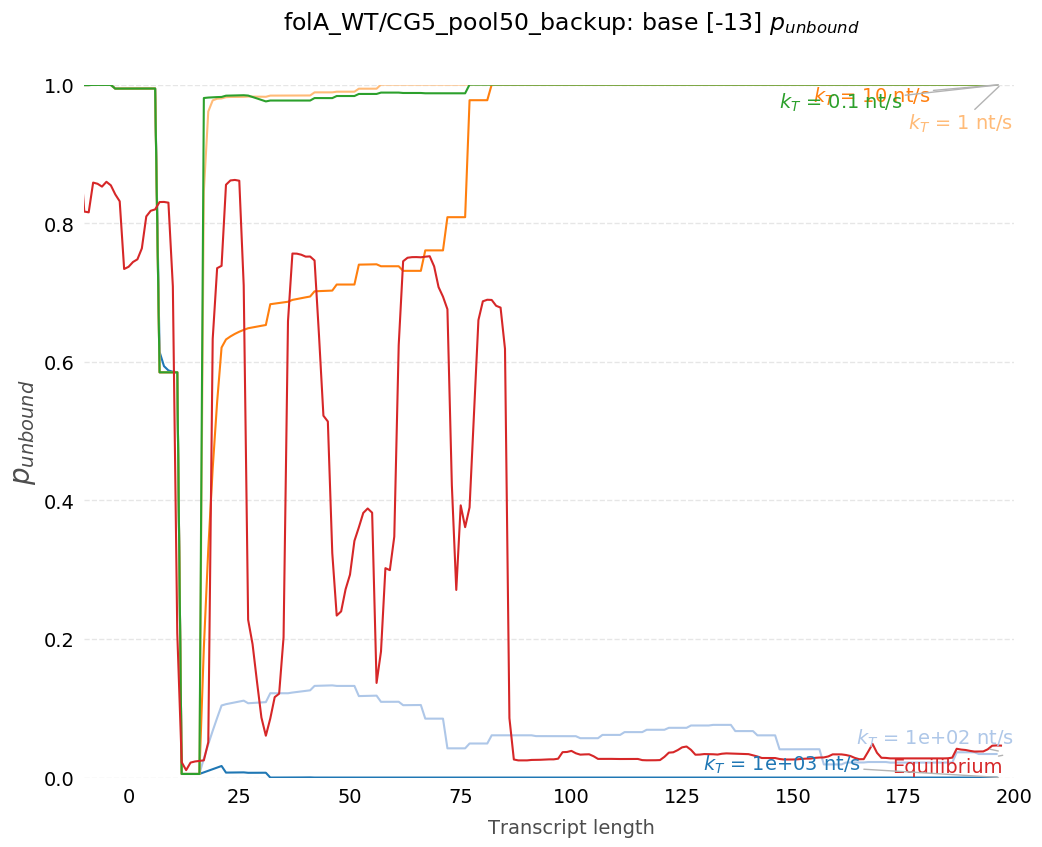 folA_WT/CG5_pool50_backup: base [-13] p_unbound
1.0
k_T = 10 nt/s
k_T = 0.1 nt/s
k_T = 1 nt/s
0.8
0.6
p_unbound
0.4
0.2
k_T = 1e+02 nt/s
k_T = 1e+03 nt/s
Equilibrium
0.0
0 25 50 75 100 125 150 175 200
Transcript length